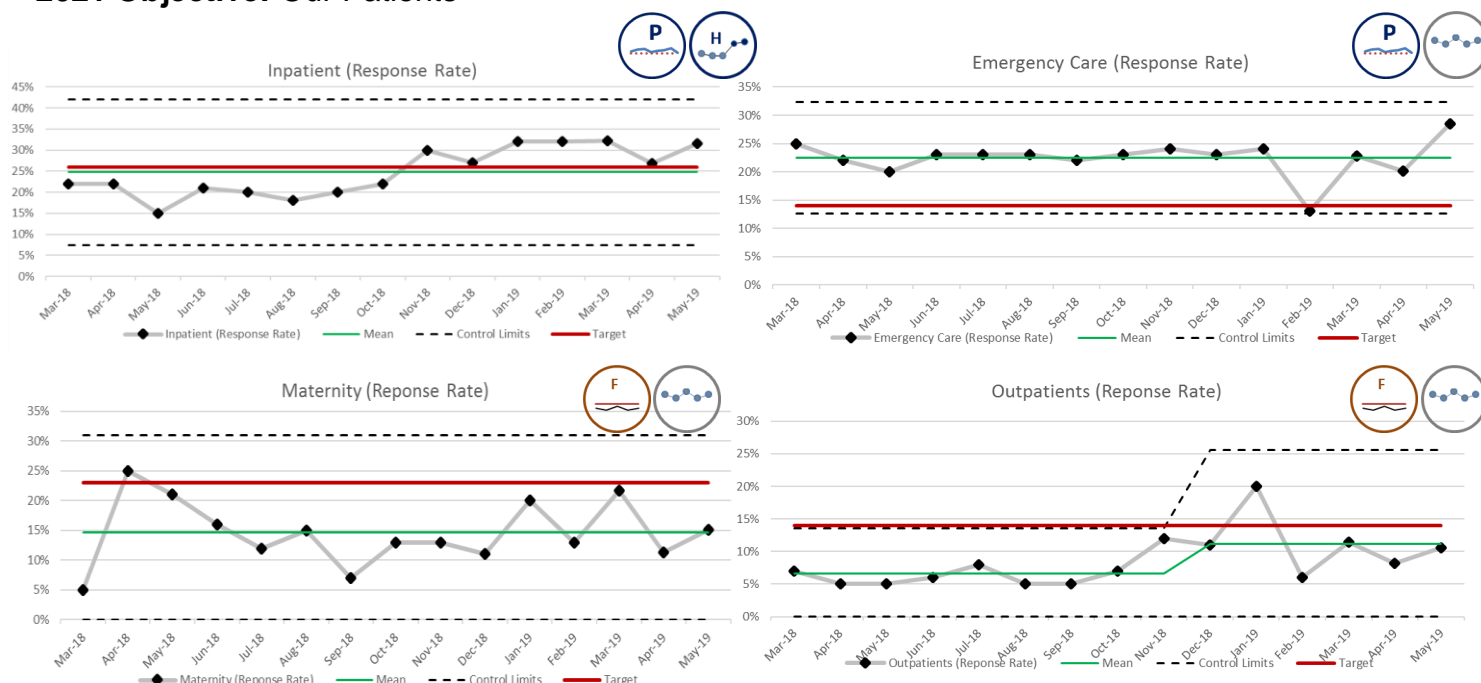 2021 Objective: Our Patients
P
H
Inpatient (Response Rate)
45%
40%
35%
30%
25%
20%
15%
10%
5%
0%
Mar-18 Apr-18 May-18 Jun-18 Jul-18 Aug-18 Sep-18 Oct-18 Nov-18 Dec-18 Jan-19 Feb-19 Mar-19 Apr-19 May-19
Inpatient (Response Rate) Mean Control Limits Target
P
Emergency Care (Response Rate)
35%
30%
25%
20%
15%
10%
5%
0%
Mar-18 Apr-18 May-18 Jun-18 Jul-18 Aug-18 Sep-18 Oct-18 Nov-18 Dec-18 Jan-19 Feb-19 Mar-19 Apr-19 May-19
Emergency Care (Response Rate) Mean Control Limits Target
F
Maternity (Reponse Rate)
35%
30%
25%
20%
15%
10%
5%
0%
Mar-18 Apr-18 May-18 Jun-18 Jul-18 Aug-18 Sep-18 Oct-18 Nov-18 Dec-18 Jan-19 Feb-19 Mar-19 Apr-19 May-19
Maternity (Reponse Rate) Mean Control Limits Target
F
Outpatients (Reponse Rate)
30%
25%
20%
15%
10%
5%
0%
Mar-18 Apr-18 May-18 Jun-18 Jul-18 Aug-18 Sep-18 Oct-18 Nov-18 Dec-18 Jan-19 Feb-19 Mar-19 Apr-19 May-19
Outpatients (Reponse Rate) Mean Control Limits Target